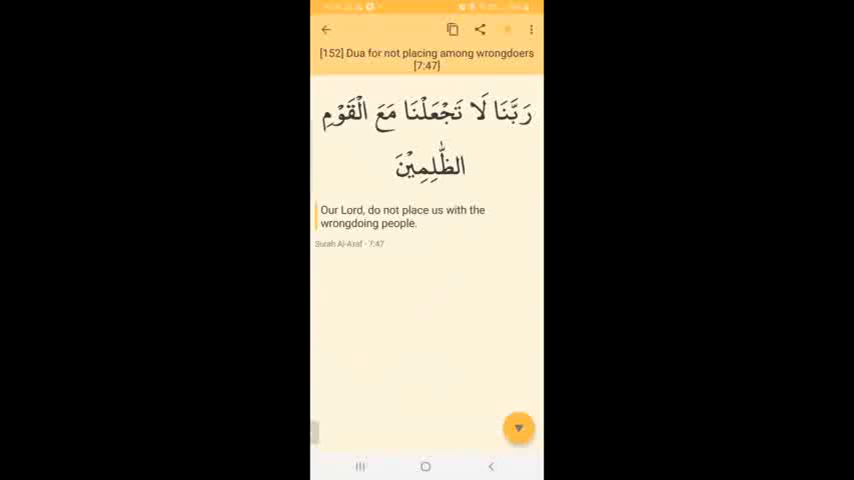 [152] Dua for not placing among wrongdoers
[7:47]
رَبَّنَا لَا تَجْعَلْنَا مَعَ الْقَوْمِ
الظّٰلِمِيْنَ
Our Lord, do not place us with the
wrongdoing people.
Surah Al-Araf - 7:47